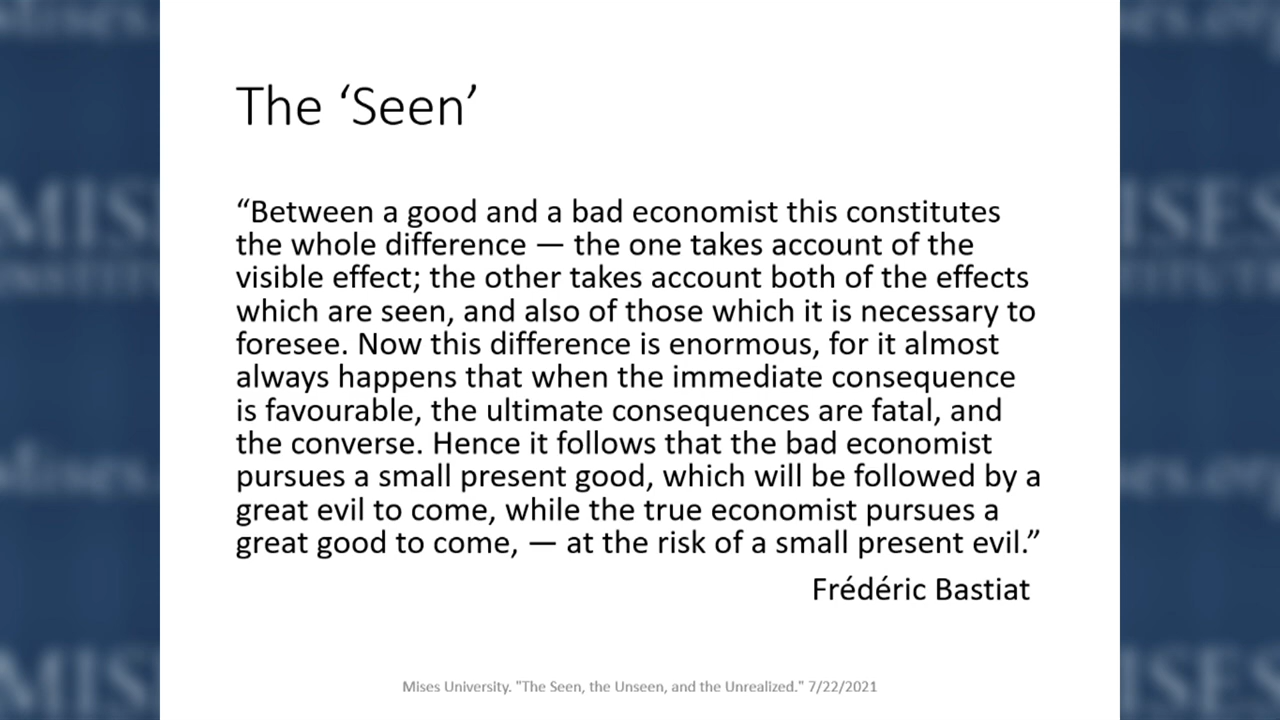 The ‘Seen’
“Between a good and a bad economist this constitutes
the whole difference — the one takes account of the
visible effect; the other takes account both of the effects
which are seen, and also of those which it is necessary to
foresee. Now this difference is enormous, for it almost
always happens that when the immediate consequence
is favourable, the ultimate consequences are fatal, and
the converse. Hence it follows that the bad economist
pursues a small present good, which will be followed by a
great evil to come, while the true economist pursues a
great good to come, — at the risk of a small present evil.”
Frédéric Bastiat
Mises University. "The Seen, the Unseen, and the Unrealized." 7/22/2021